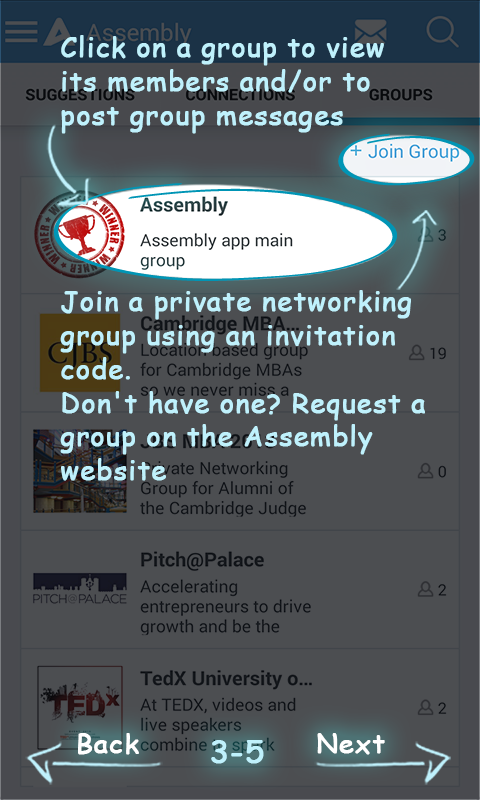 Assembly
Click on a group to view
its members and/or to
post group messages
SUGGESTIONS
CONNECTIONS
GROUPS
+ Join Group
WINNER
WINNER
Assembly
Assembly app main
group
3
Join a private networking
group using an invitation
code.
Don't have one? Request a
group on the Assembly
website
Cambridge MBA...
CJBS
Location based group
for Cambridge MBAs
so we never miss a
19
Private Networking
Group for Alumni of
the Cambridge Judge
0
Pitch@Palace
PITCH@PALACE
Accelerating
entrepreneurs to drive
growth and be the
2
TedX University o...
TEDx
At TEDX, videos and
live speakers
combine
2
Back
3-5
Next